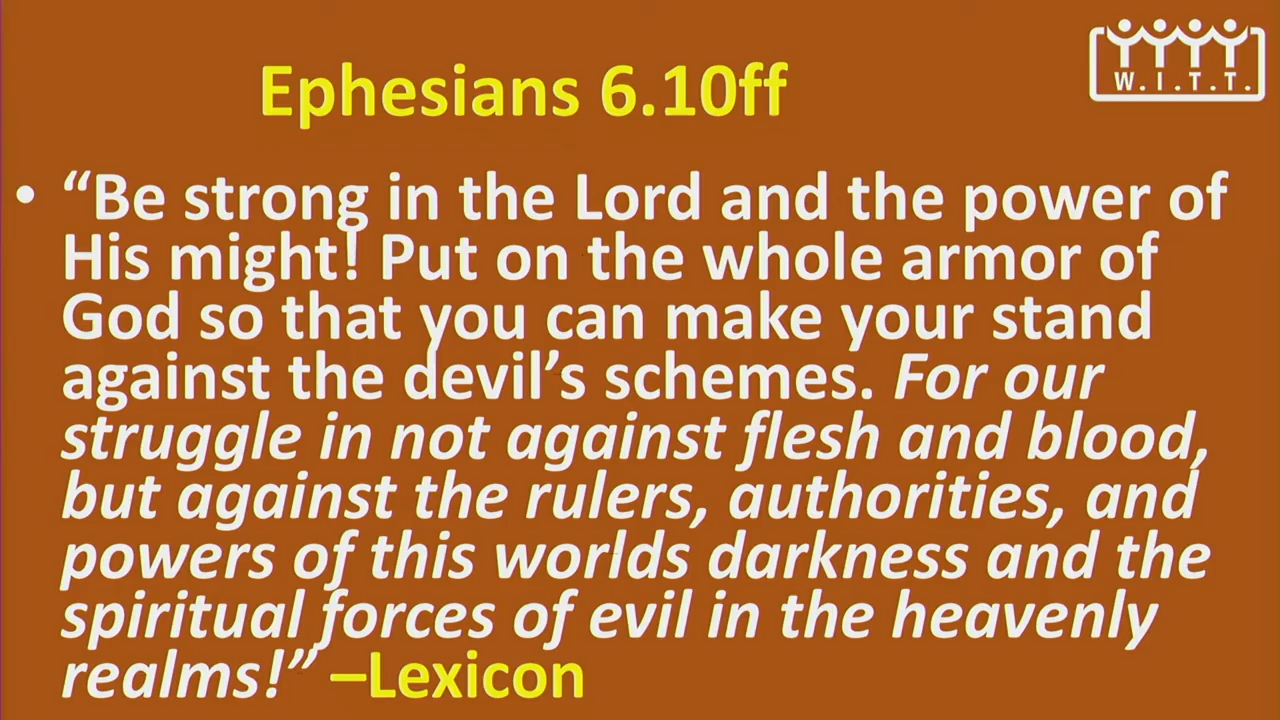 W.I.T.T.
Ephesians 6.10ff
• “Be strong in the Lord and the power of
His might! Put on the whole armor of
God so that you can make your stand
against the devil’s schemes. For our
struggle in not against flesh and blood,
but against the rulers, authorities, and
powers of this worlds darkness and the
spiritual forces of evil in the heavenly
realms!” –Lexicon